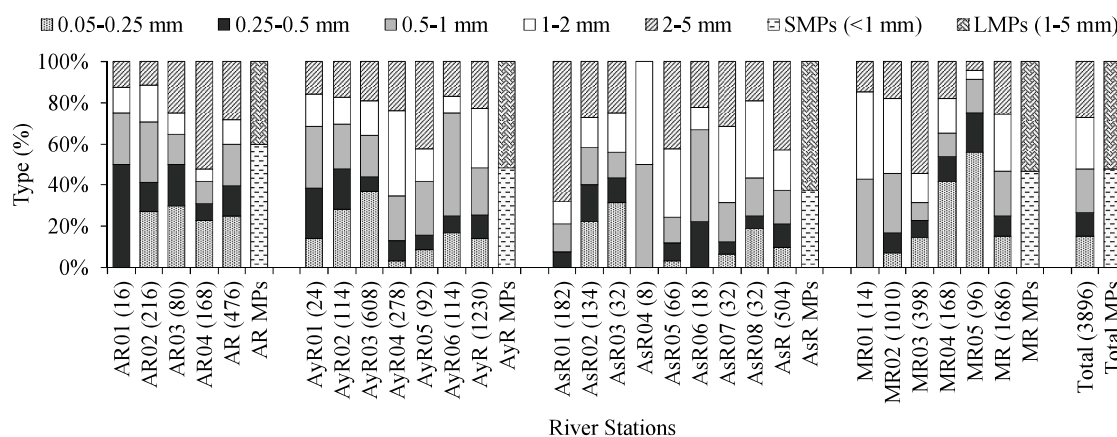 0.05-0.25 mm 0.25-0.5 mm 0.5-1 mm 1-2 mm 2-5 mm SMPs (<1 mm) LMPs (1-5 mm)
100%
80%
60%
40%
20%
0%
Type (%)
AR01 (16)
AR02 (216)
AR03 (80)
AR04 (168)
AR (476)
AR MPs
AyR01 (24)
AyR02 (114)
AyR03 (608)
AyR04 (278)
AyR05 (92)
AyR06 (114)
AyR (1230)
AyR MPs
AsR01 (182)
AsR02 (134)
AsR03 (32)
AsR04 (8)
AsR05 (66)
AsR06 (18)
AsR07 (32)
AsR08 (32)
AsR (504)
AsR MPs
MR01 (14)
MR02 (1010)
MR03 (398)
MR04 (168)
MR05 (96)
MR (1686)
MR MPs
Total (3896)
Total MPs
River Stations